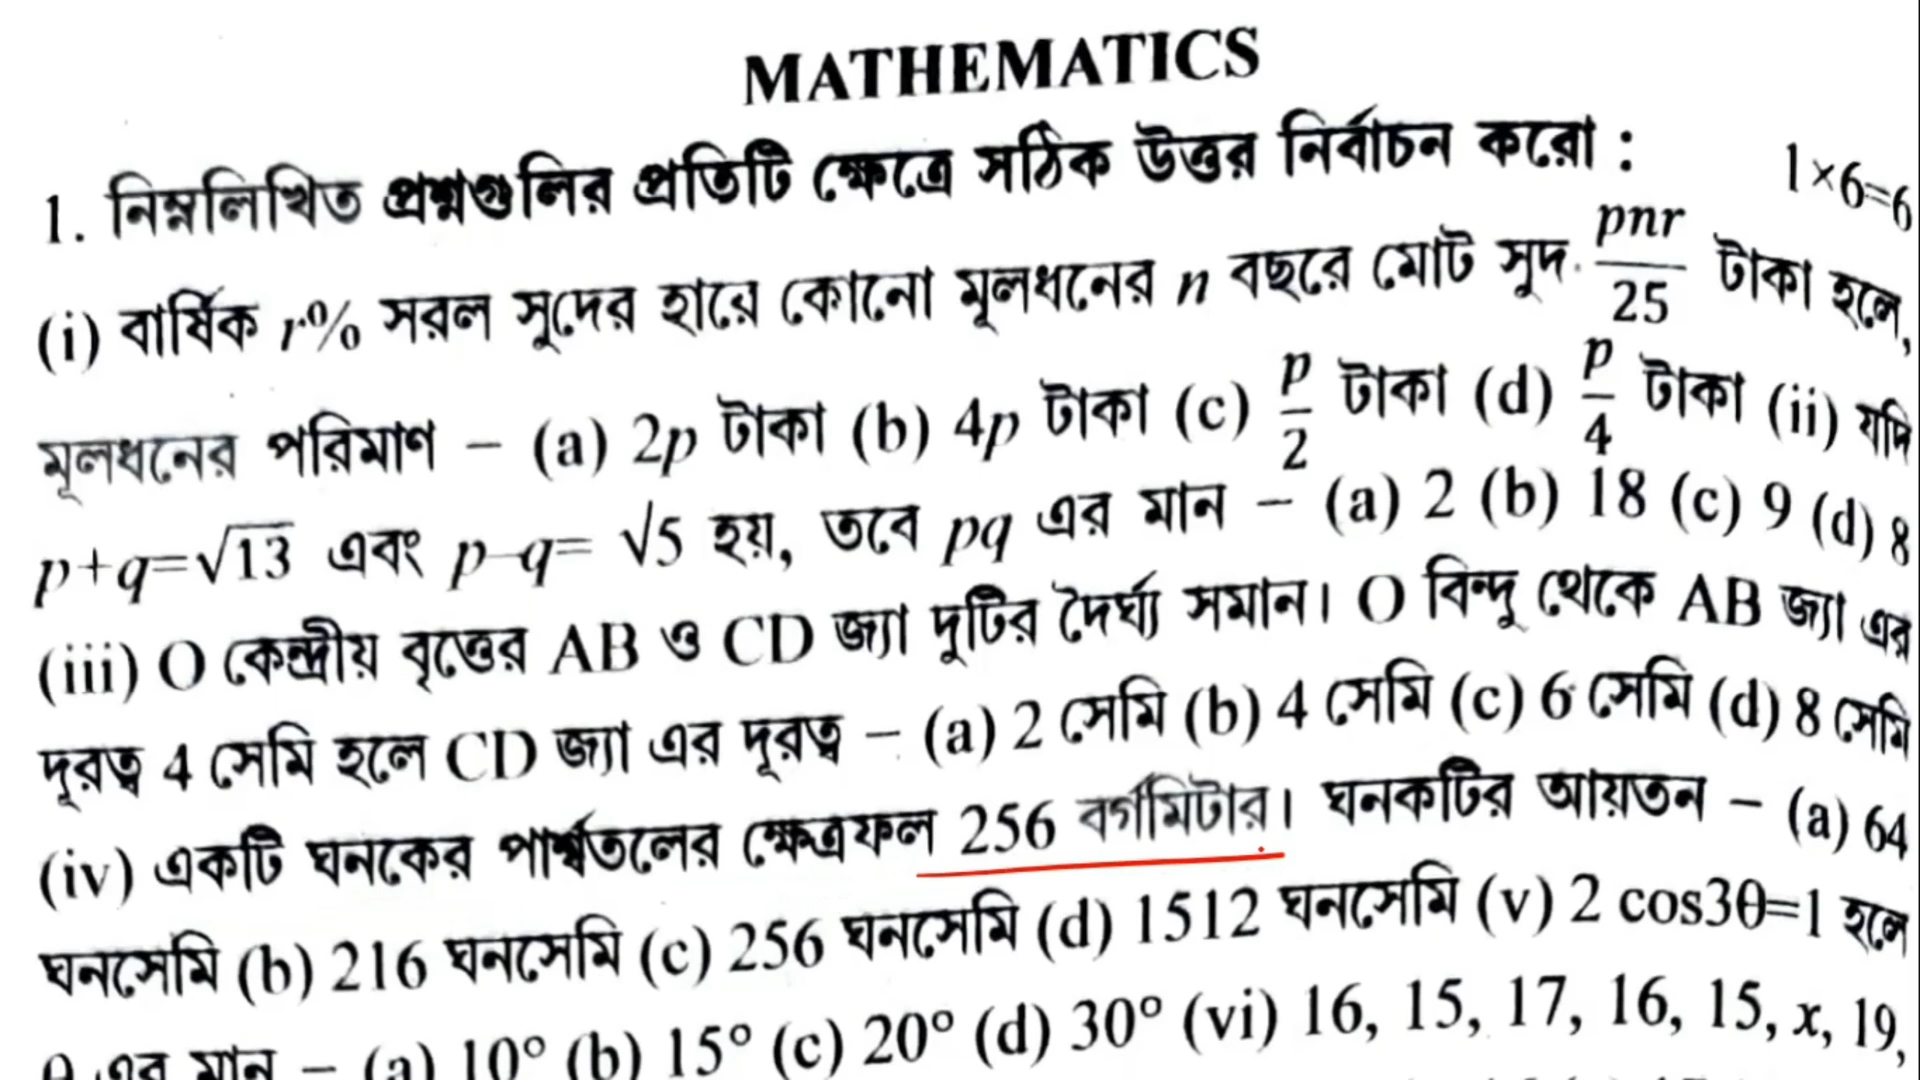 MATHEMATICS
1. নিম্নলিখিত প্রশ্নগুলির প্রতিটি ক্ষেত্রে সঠিক উত্তর নির্বাচন করো : 1×6=6
(i) বার্ষিক r% সরল সুদের হারে কোনো মূলধনের n বছরে মোট সুদ pnr/25 টাকা হলে,
মূলধনের পরিমাণ – (a) 2p টাকা (b) 4p টাকা (c) p/2 টাকা (d) p/4 টাকা (ii) যদি
p+q=√13 এবং p–q= √5 হয়, তবে pq এর মান – (a) 2 (b) 18 (c) 9 (d) 8
(iii) O কেন্দ্রীয় বৃত্তের AB ও CD জ্যা দুটির দৈর্ঘ্য সমান। O বিন্দু থেকে AB জ্যা এর
দূরত্ব 4 সেমি হলে CD জ্যা এর দূরত্ব – (a) 2 সেমি (b) 4 সেমি (c) 6 সেমি (d) 8 সেমি
(iv) একটি ঘনকের পার্শ্বতলের ক্ষেত্রফল 256 বর্গমিটার। ঘনকটির আয়তন – (a) 64
ঘনসেমি (b) 216 ঘনসেমি (c) 256 ঘনসেমি (d) 1512 ঘনসেমি (v) 2 cos3θ=1 হলে
θ এর মান – (a) 10° (b) 15° (c) 20° (d) 30° (vi) 16, 15, 17, 16, 15, x, 19,